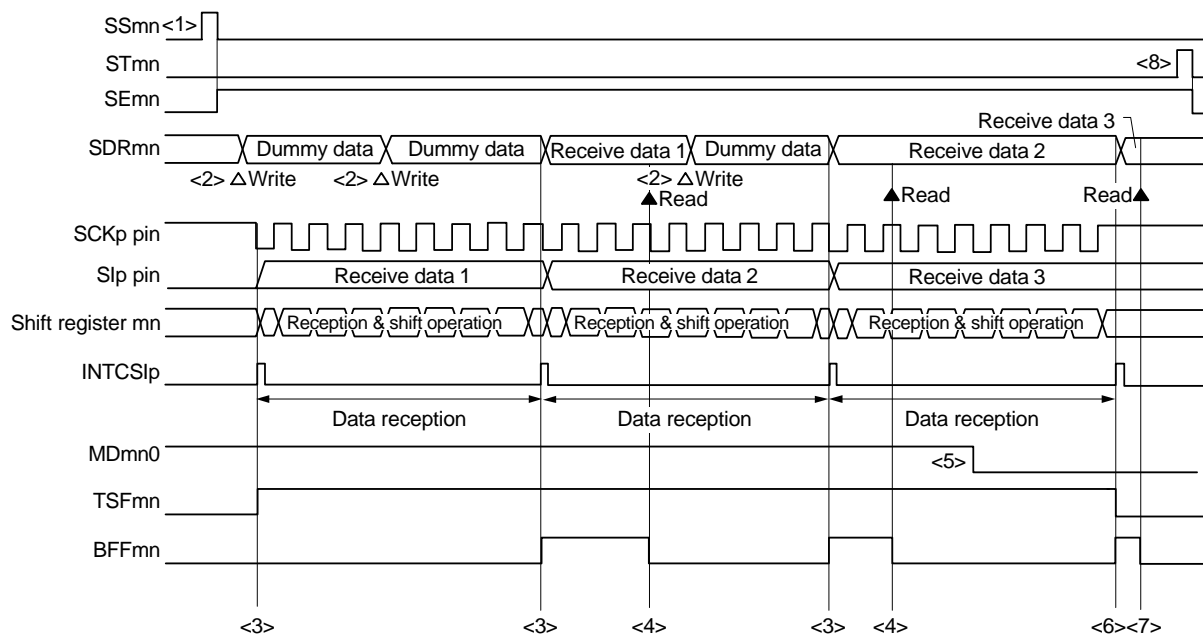 SSmn <1>
STmn <8>
SEmn
Receive data 3
SDRmn Dummy data Dummy data Receive data 1 Dummy data Receive data 2
<2> △Write <2> △Write <2> △Write
▲Read ▲Read Read▲
SCKp pin
SIp pin Receive data 1 Receive data 2 Receive data 3
Shift register mn Reception & shift operation Reception & shift operation Reception & shift operation
INTCSIp
Data reception Data reception Data reception
MDmn0 <5>
TSFmn
BFFmn
<3> <3> <4> <3> <4> <6> <7>